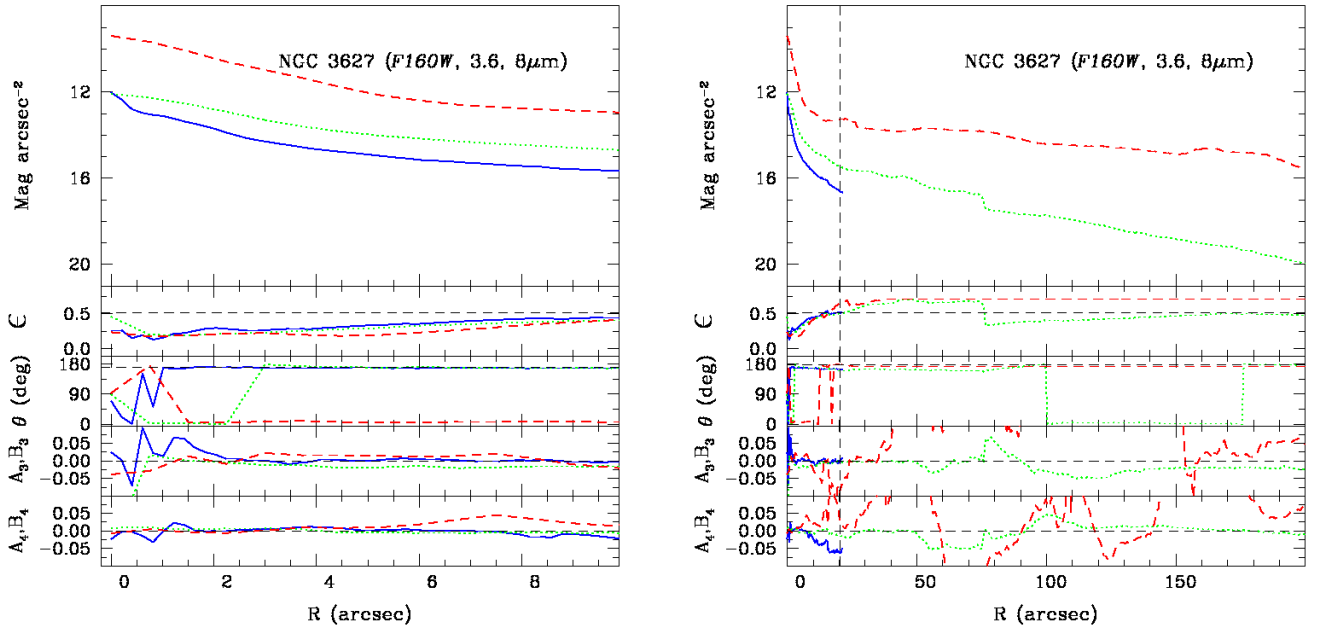 NGC 3627 (F160W, 3.6, 8μm)
Mag arcsec⁻²
12
16
20
ϵ
0.5
0.0
θ (deg)
180
90
0
A₃,B₃
0.05
0.00
−0.05
A₄,B₄
0.05
0.00
−0.05
0 2 4 6 8
R (arcsec)
NGC 3627 (F160W, 3.6, 8μm)
Mag arcsec⁻²
12
16
20
ϵ
0.5
0.0
θ (deg)
180
90
0
A₃,B₃
0.05
0.00
−0.05
A₄,B₄
0.05
0.00
−0.05
0 50 100 150
R (arcsec)